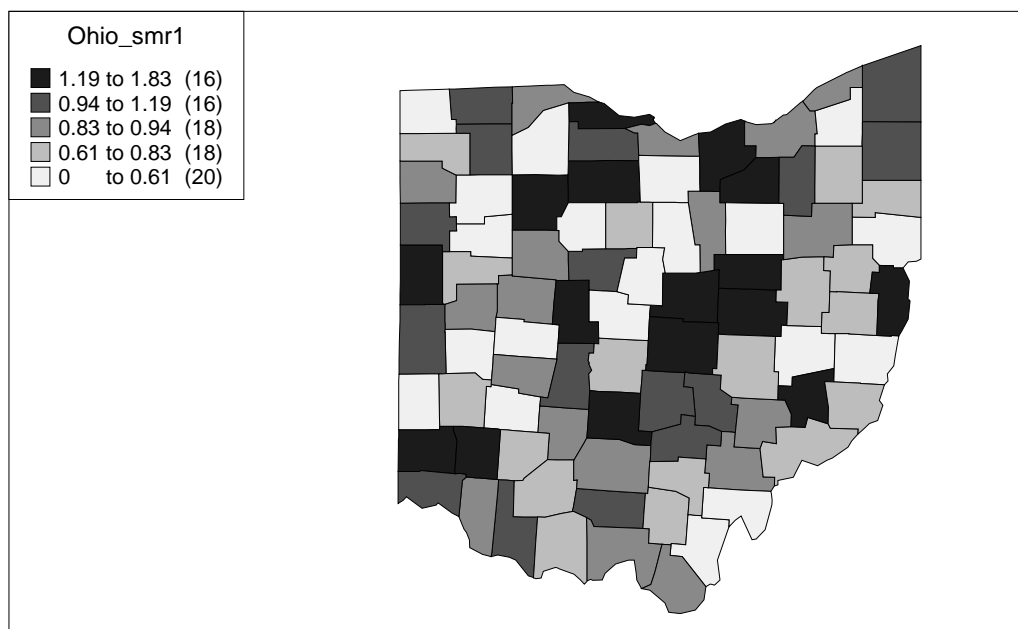 Ohio_smr1
1.19 to 1.83 (16)
0.94 to 1.19 (16)
0.83 to 0.94 (18)
0.61 to 0.83 (18)
0 to 0.61 (20)